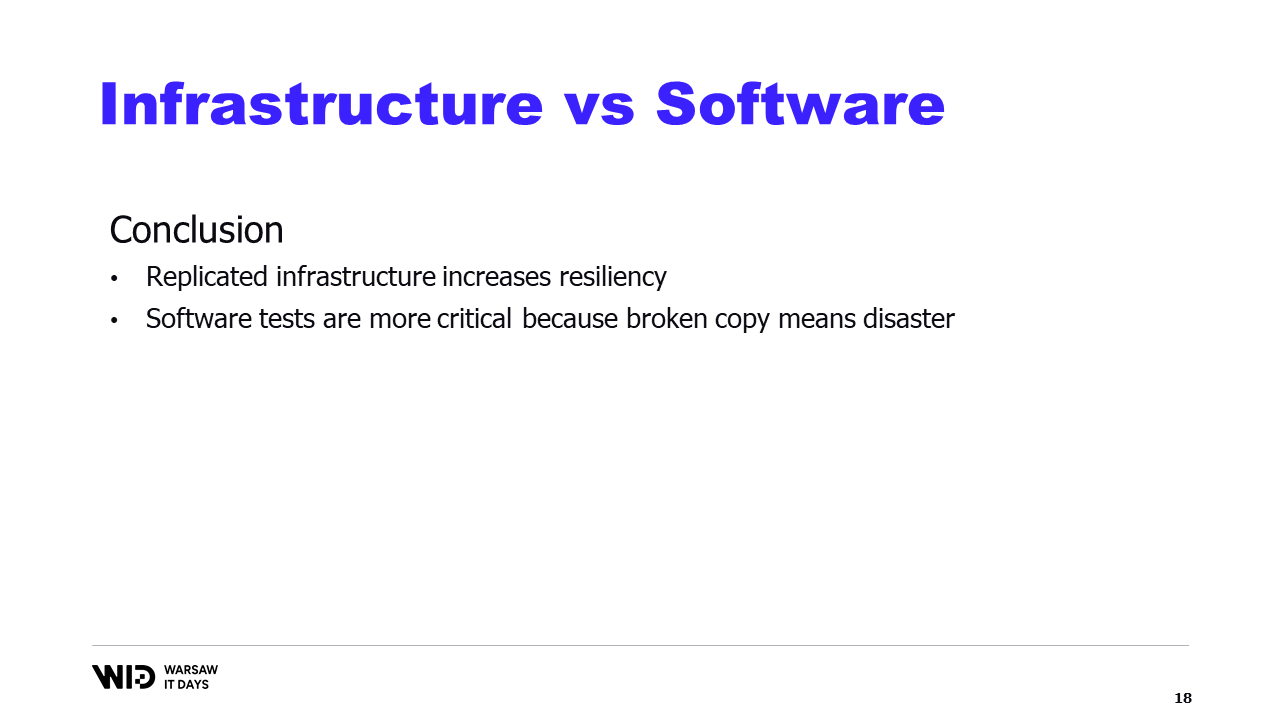 Infrastructure vs Software
Conclusion
• Replicated infrastructure increases resiliency
• Software tests are more critical because broken copy means disaster
WID WARSAW
IT DAYS
18